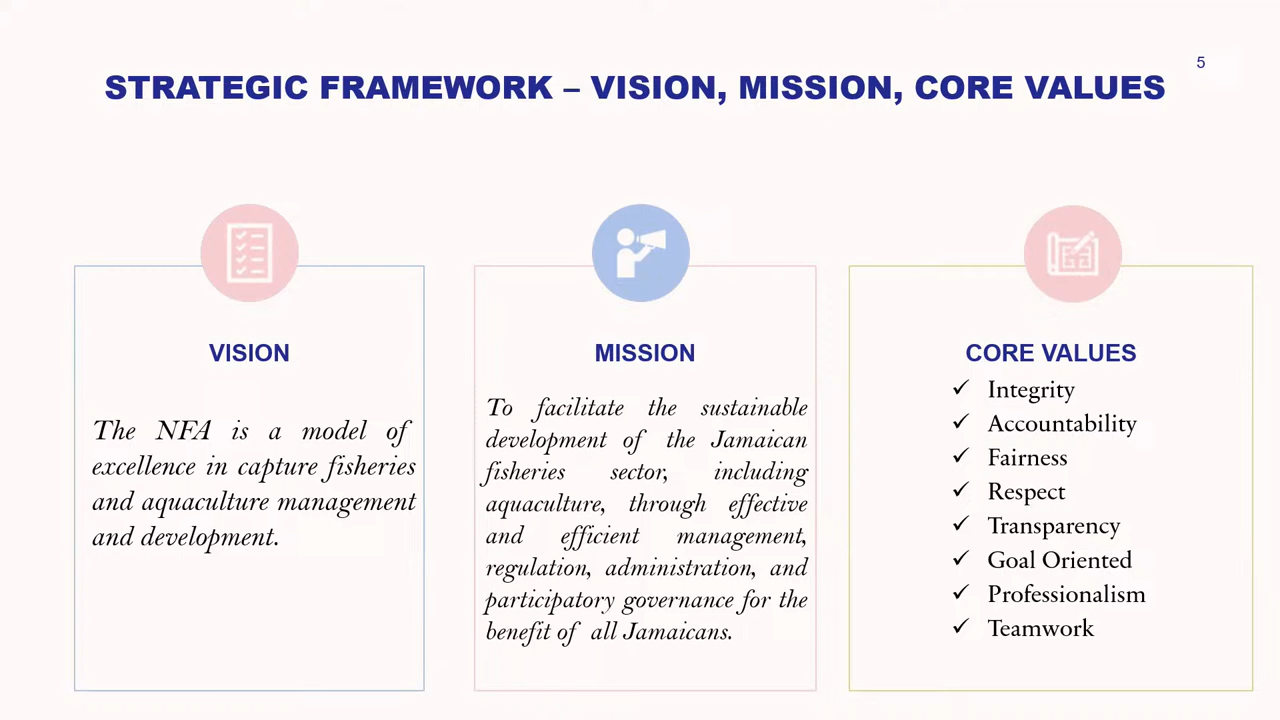 5
STRATEGIC FRAMEWORK – VISION, MISSION, CORE VALUES
VISION
The NFA is a model of
excellence in capture fisheries
and aquaculture management
and development.
MISSION
To facilitate the sustainable
development of the Jamaican
fisheries sector, including
aquaculture, through effective
and efficient management,
regulation, administration, and
participatory governance for the
benefit of all Jamaicans.
CORE VALUES
✓ Integrity
✓ Accountability
✓ Fairness
✓ Respect
✓ Transparency
✓ Goal Oriented
✓ Professionalism
✓ Teamwork